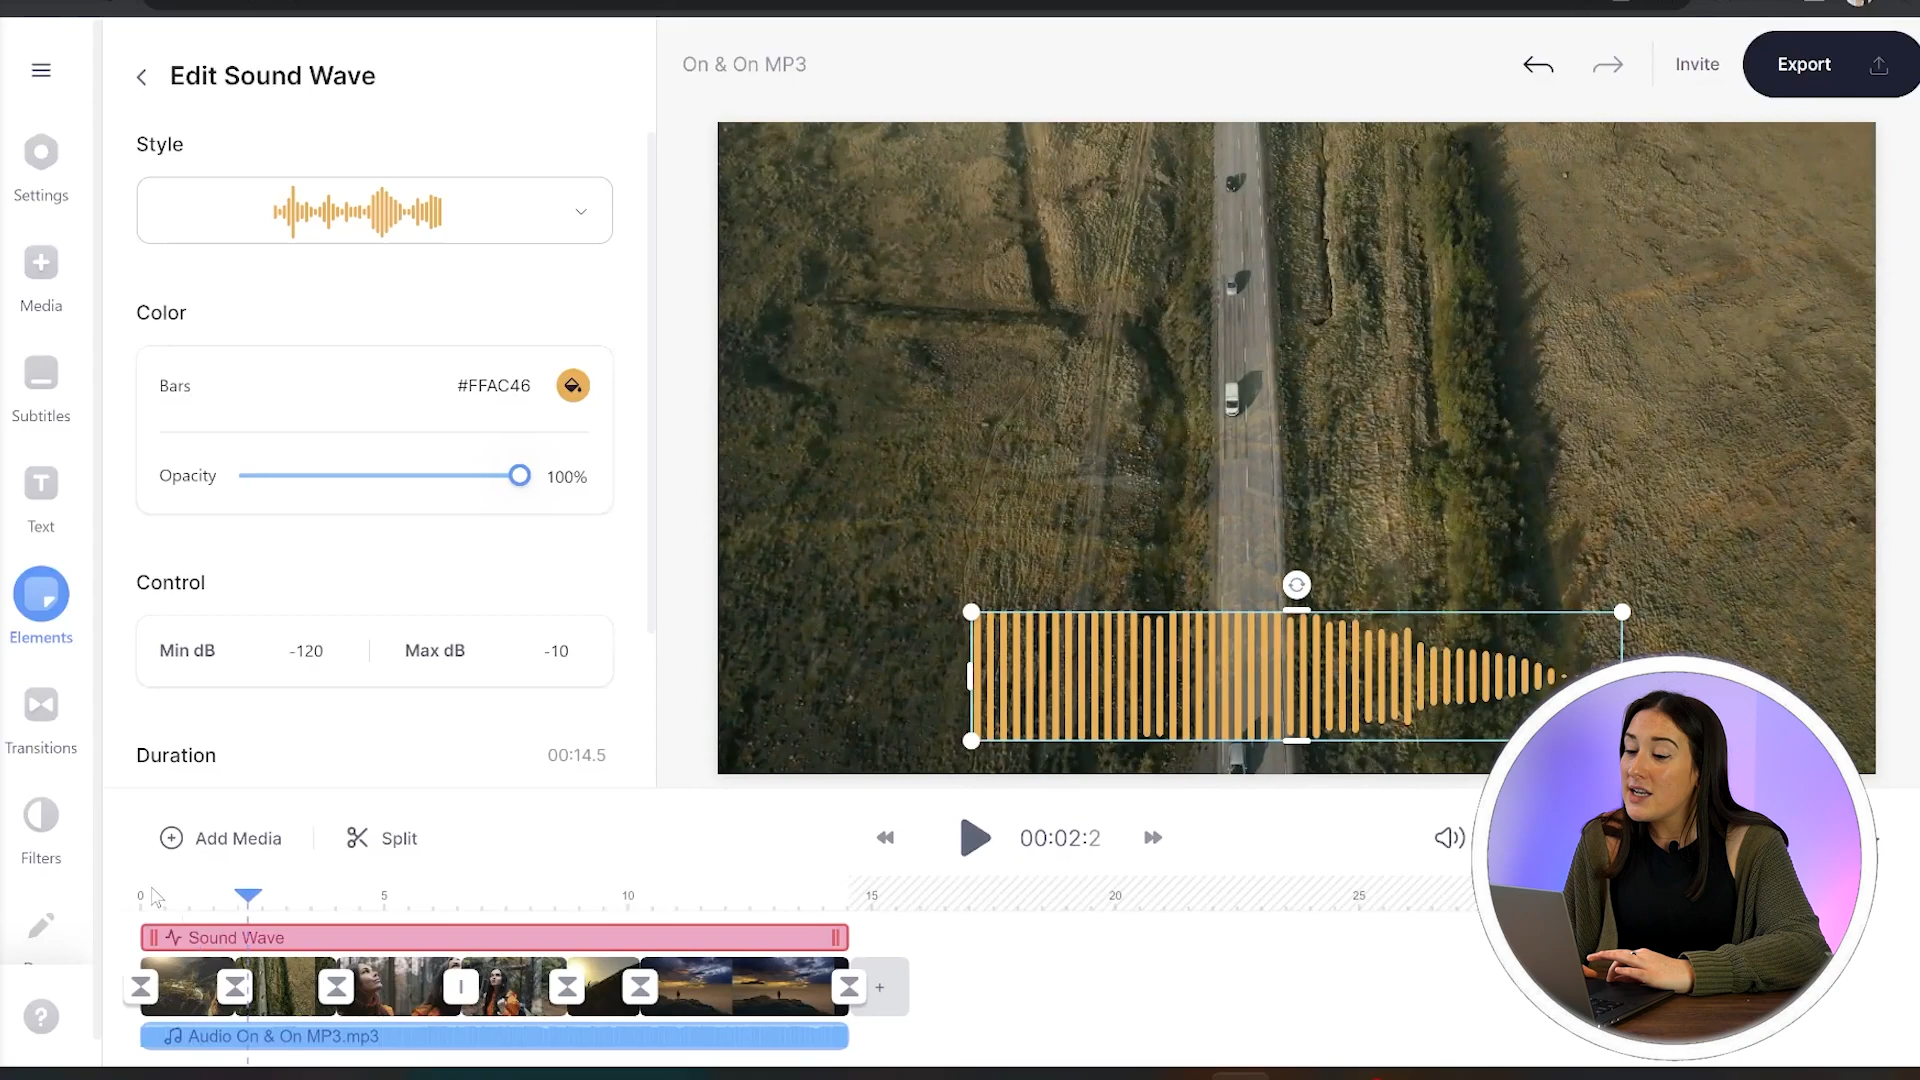 Edit Sound Wave
On & On MP3
Invite
Export
Settings
Media
Subtitles
Text
Elements
Transitions
Filters
Style
Color
Bars
#FFAC46
Opacity
100%
Control
Min dB
-120
Max dB
-10
Duration
00:14.5
Add Media
Split
00:02:2
0
5
10
15
20
25
Sound Wave
Audio On & On MP3.mp3